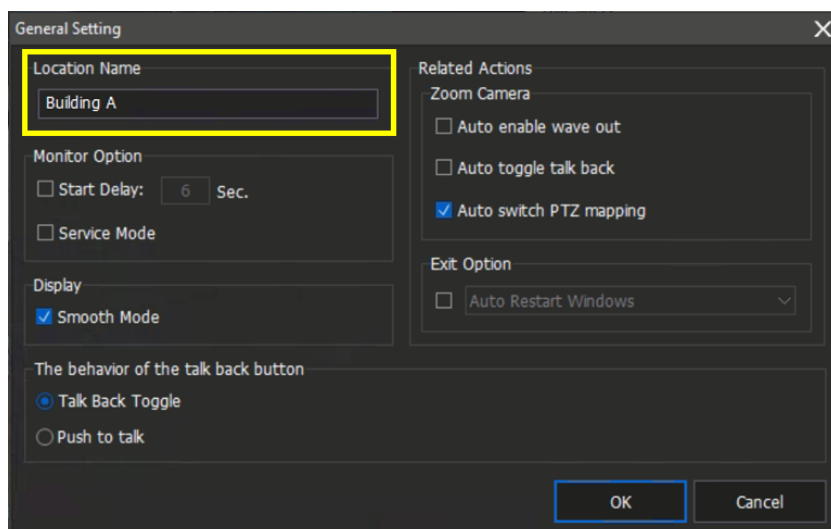 General Setting
Location Name
Building A
Monitor Option
Start Delay: 6 Sec.
Service Mode
Display
Smooth Mode
Related Actions
Zoom Camera
Auto enable wave out
Auto toggle talk back
Auto switch PTZ mapping
Exit Option
Auto Restart Windows
The behavior of the talk back button
Talk Back Toggle
Push to talk
OK
Cancel